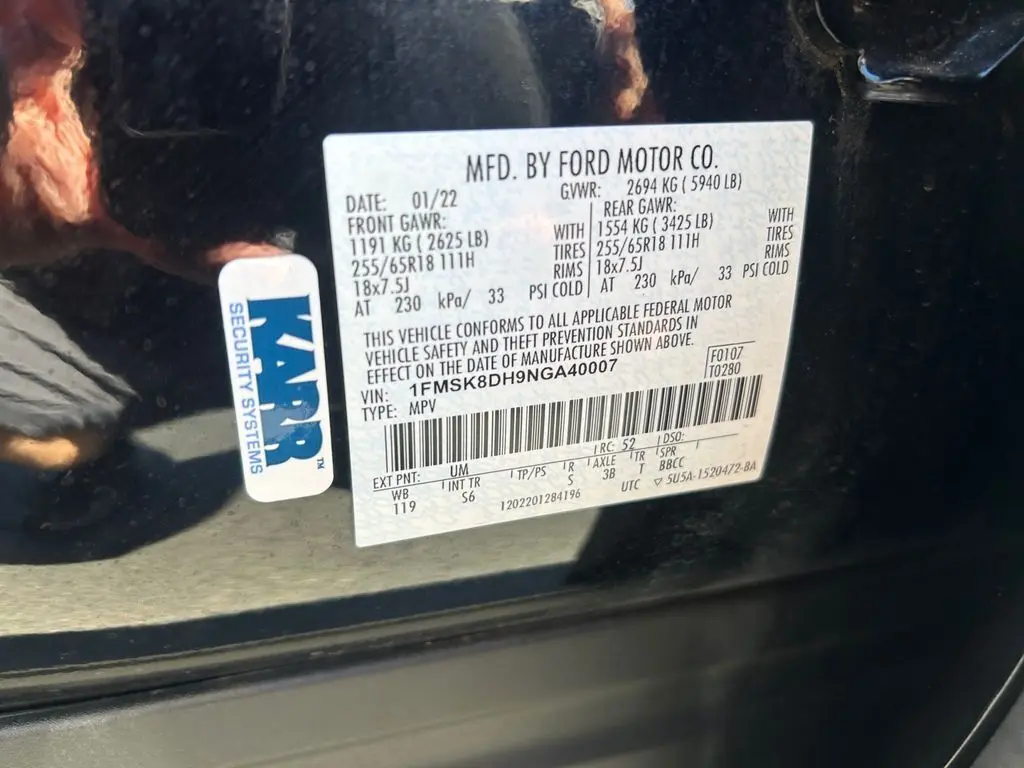 MFD. BY FORD MOTOR CO.
DATE: 01/22
GVWR: 2694 KG ( 5940 LB)
FRONT GAWR:
1191 KG ( 2625 LB)
WITH
255/65R18 111H
TIRES
18x7.5J
RIMS
AT 230 kPa/ 33 PSI COLD
REAR GAWR:
1554 KG ( 3425 LB)
WITH
255/65R18 111H
TIRES
18x7.5J
RIMS
AT 230 kPa/ 33 PSI COLD
THIS VEHICLE CONFORMS TO ALL APPLICABLE FEDERAL MOTOR
VEHICLE SAFETY AND THEFT PREVENTION STANDARDS IN
EFFECT ON THE DATE OF MANUFACTURE SHOWN ABOVE.
VIN: 1FMSK8DH9NGA40007
F0107
T0280
TYPE: MPV
EXT PNT: UM RC: 52 DSO:
WB INT TR TP/PS R AXLE TR SPR
119 S6 S 3B T BBCC
1202201284196 UTC ▽ 5U5A-1520472-8A
KARR™
SECURITY SYSTEMS